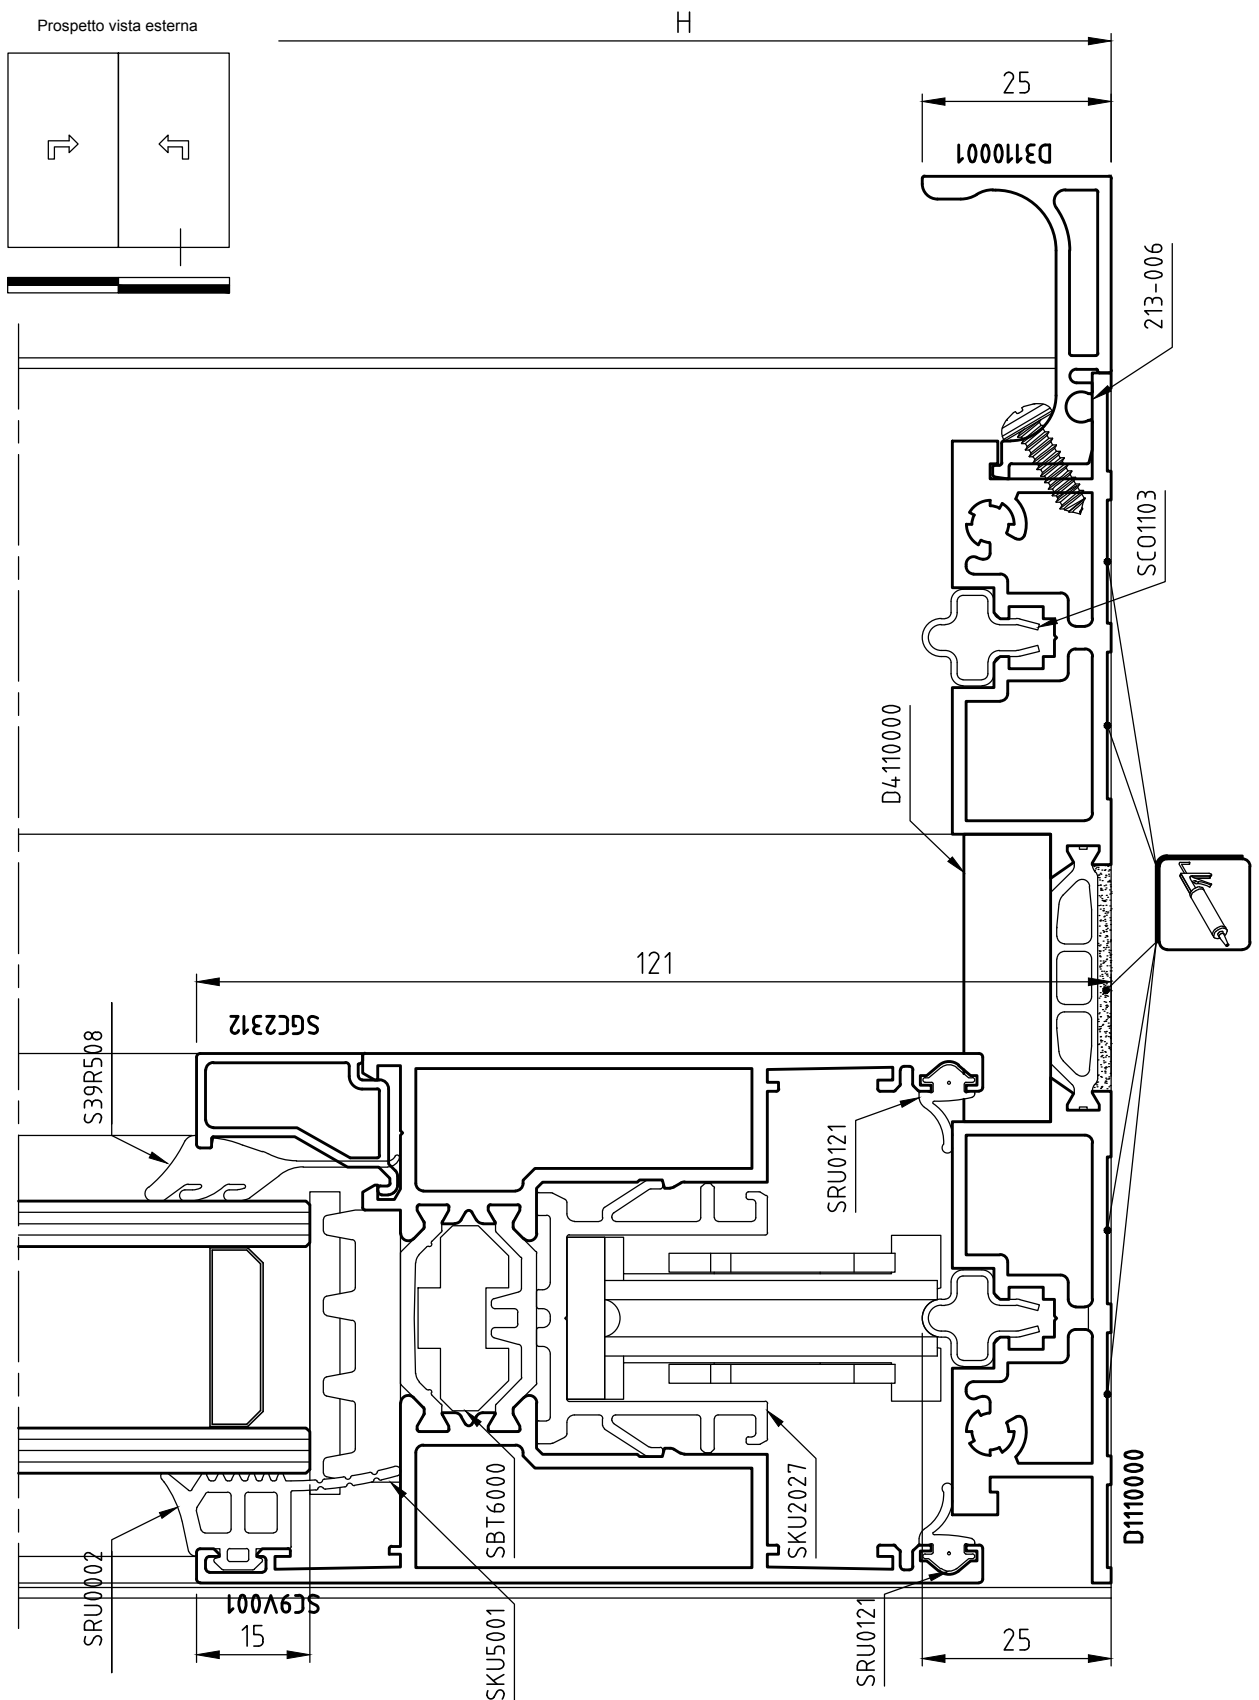 Prospetto vista esterna
H
25
D3110001
213-006
SC01103
D4110000
121
SGC2312
S39R508
SRU0121
SBT6000
SKU2027
D1110000
SRU0002
SC9V001
15
SKU5001
SRU0121
25